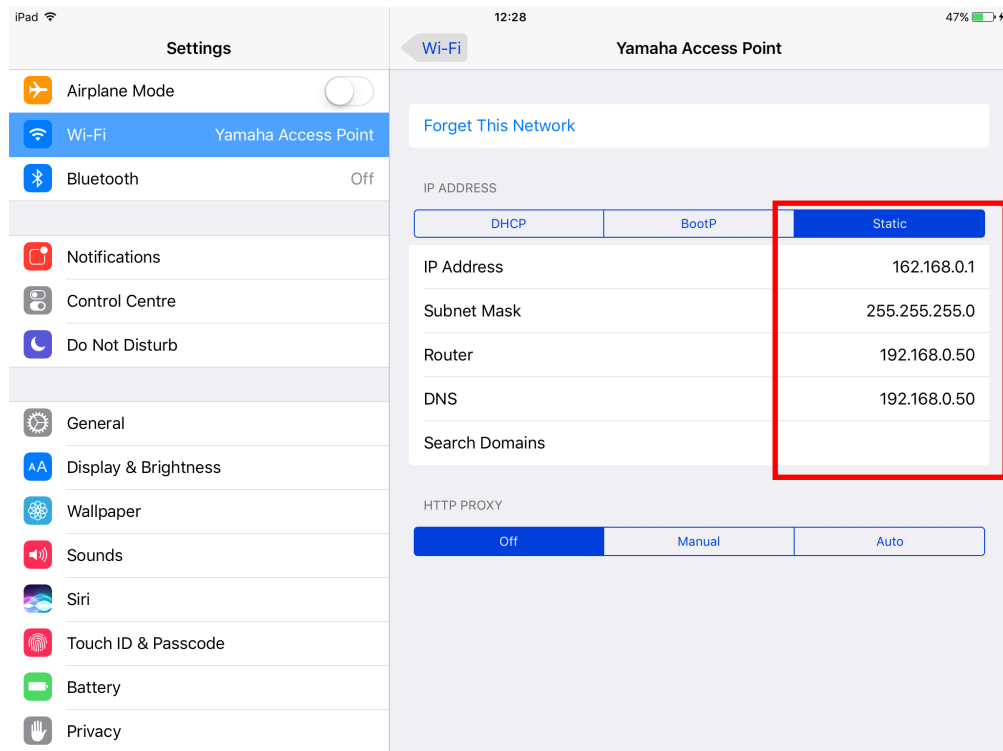 iPad 12:28 47%
Settings
Airplane Mode
Wi-Fi Yamaha Access Point
Bluetooth Off
Notifications
Control Centre
Do Not Disturb
General
AA Display & Brightness
Wallpaper
Sounds
Siri
Touch ID & Passcode
Battery
Privacy
Wi-Fi Yamaha Access Point
Forget This Network
IP ADDRESS
DHCP BootP Static
IP Address 162.168.0.1
Subnet Mask 255.255.255.0
Router 192.168.0.50
DNS 192.168.0.50
Search Domains
HTTP PROXY
Off Manual Auto